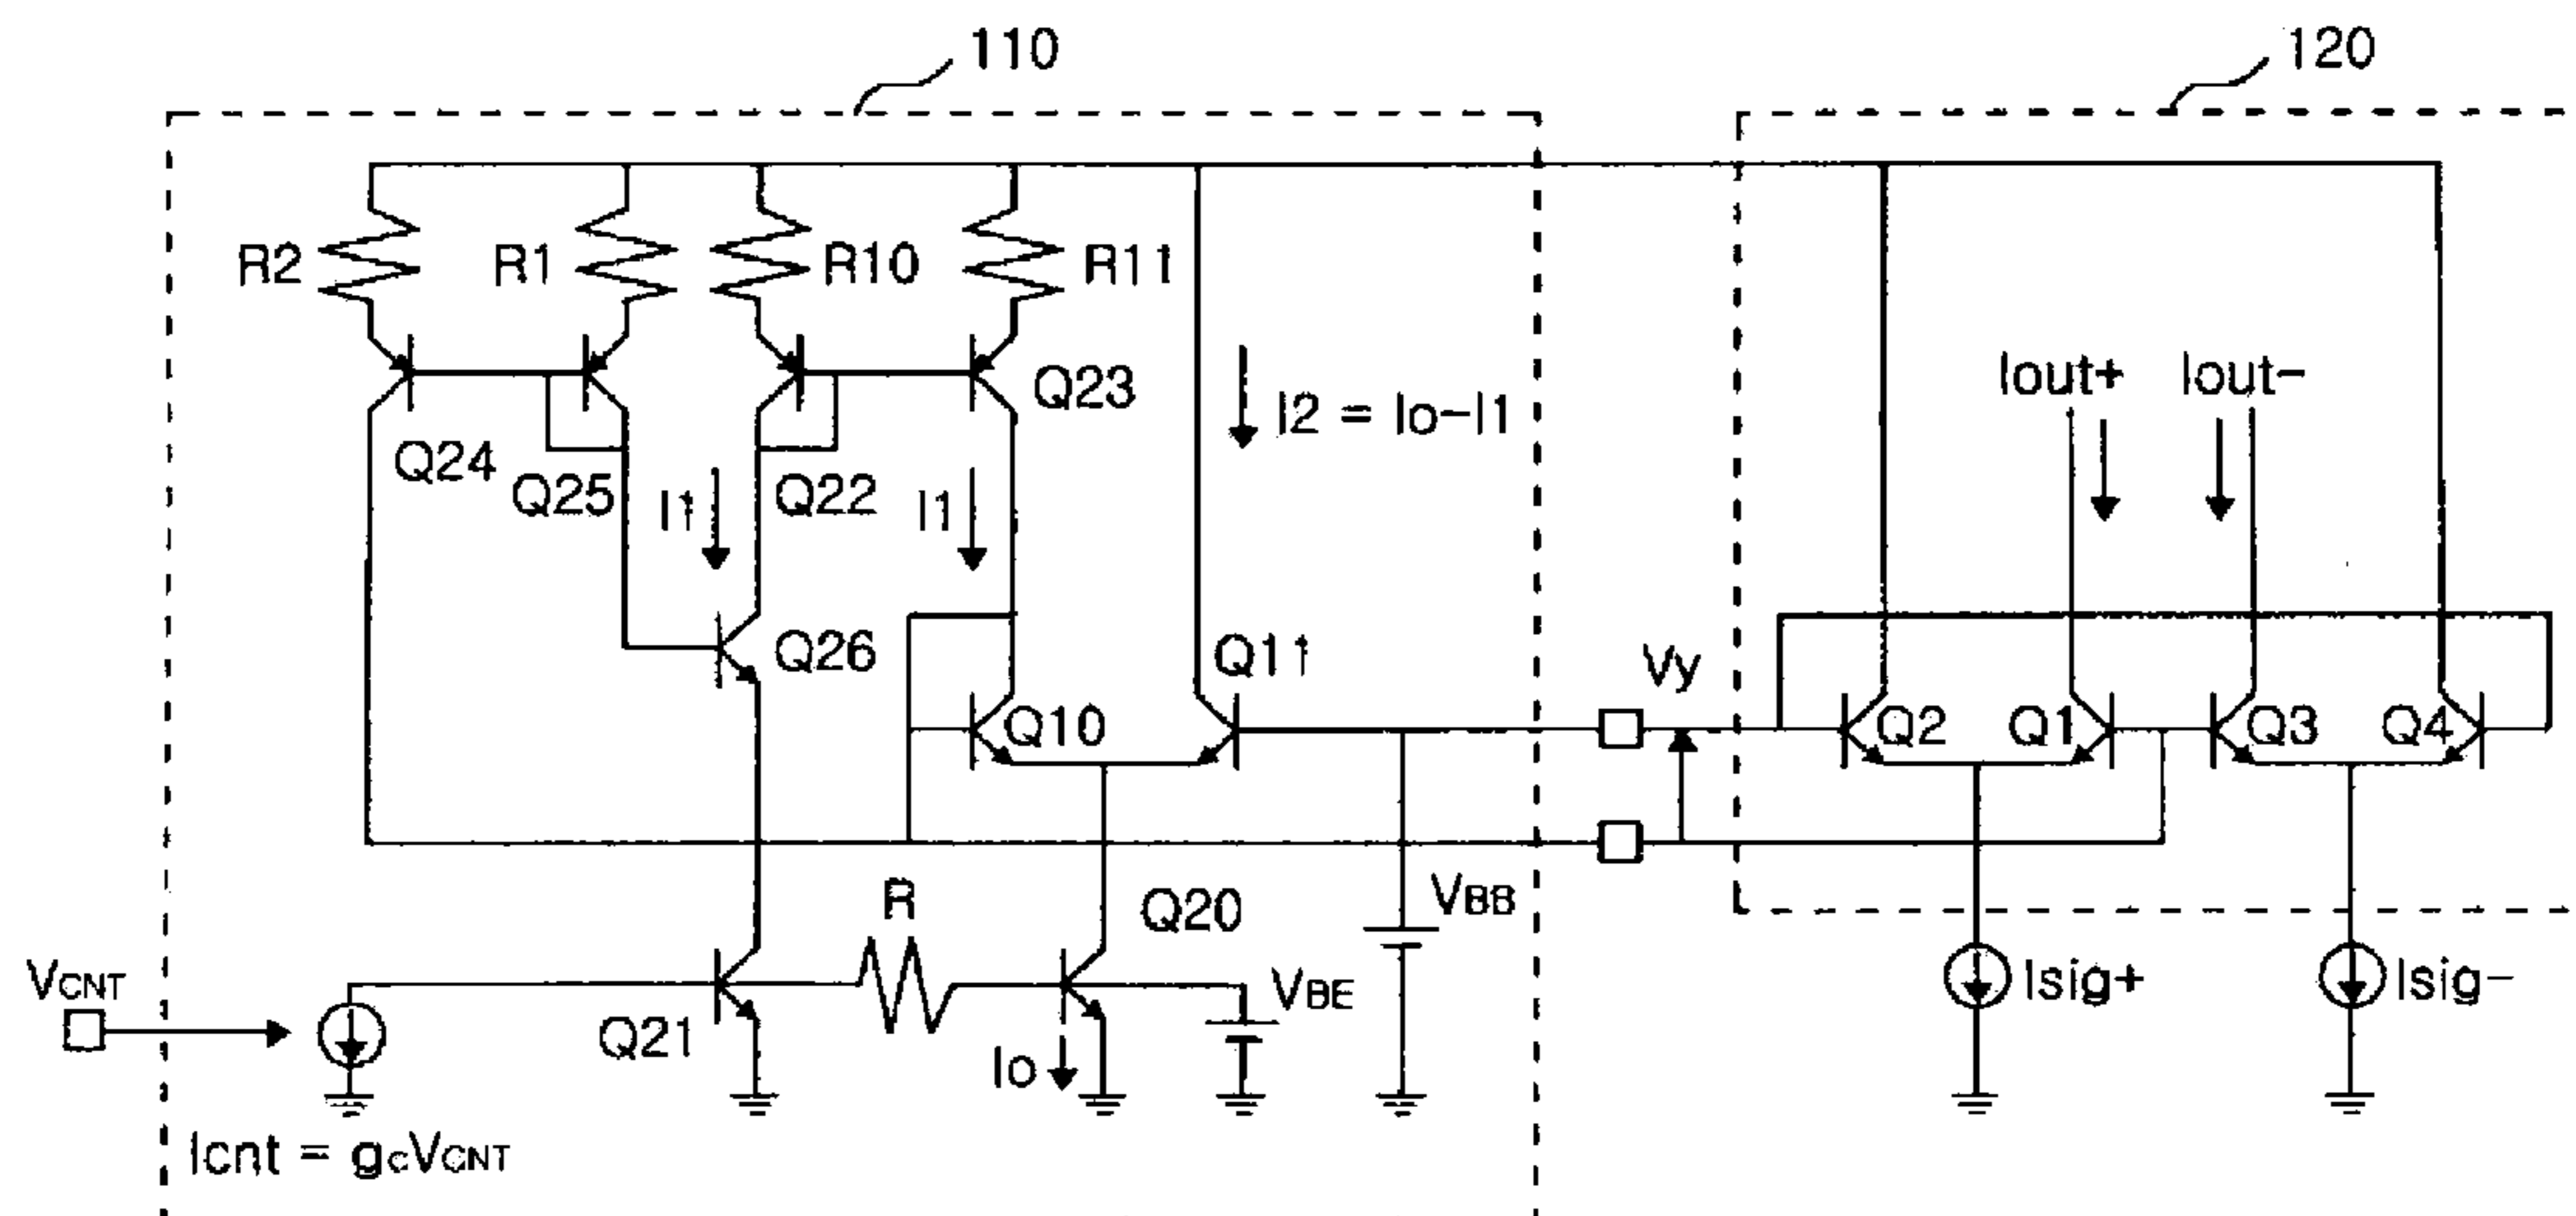 110
120
R2
R1
R10
R11
Q23
I2 = Io-I1
Iout+
Iout-
Q24
Q25
I1
Q22
I1
Q26
Q10
Q11
Vy
Q2
Q1
Q3
Q4
R
Q20
VBB
VCNT
Q21
Io
VBE
Isig+
Isig-
Icnt = gcVCNT